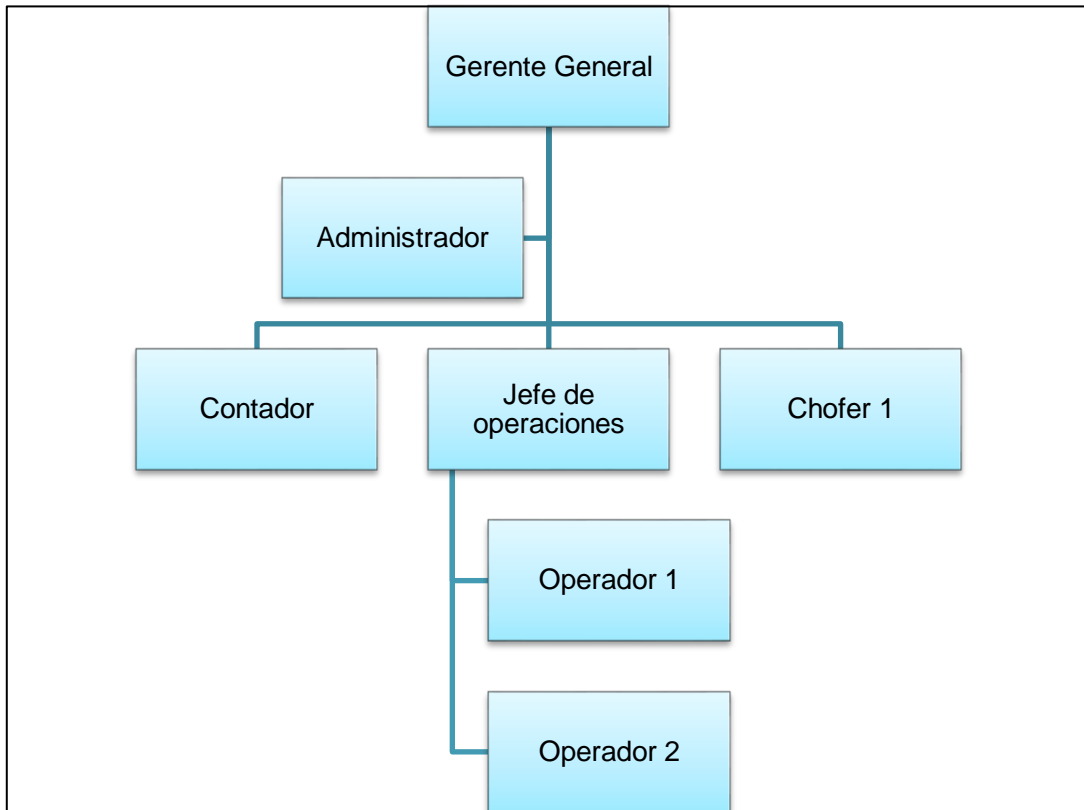 Gerente General
Administrador
Contador
Jefe de
operaciones
Chofer 1
Operador 1
Operador 2